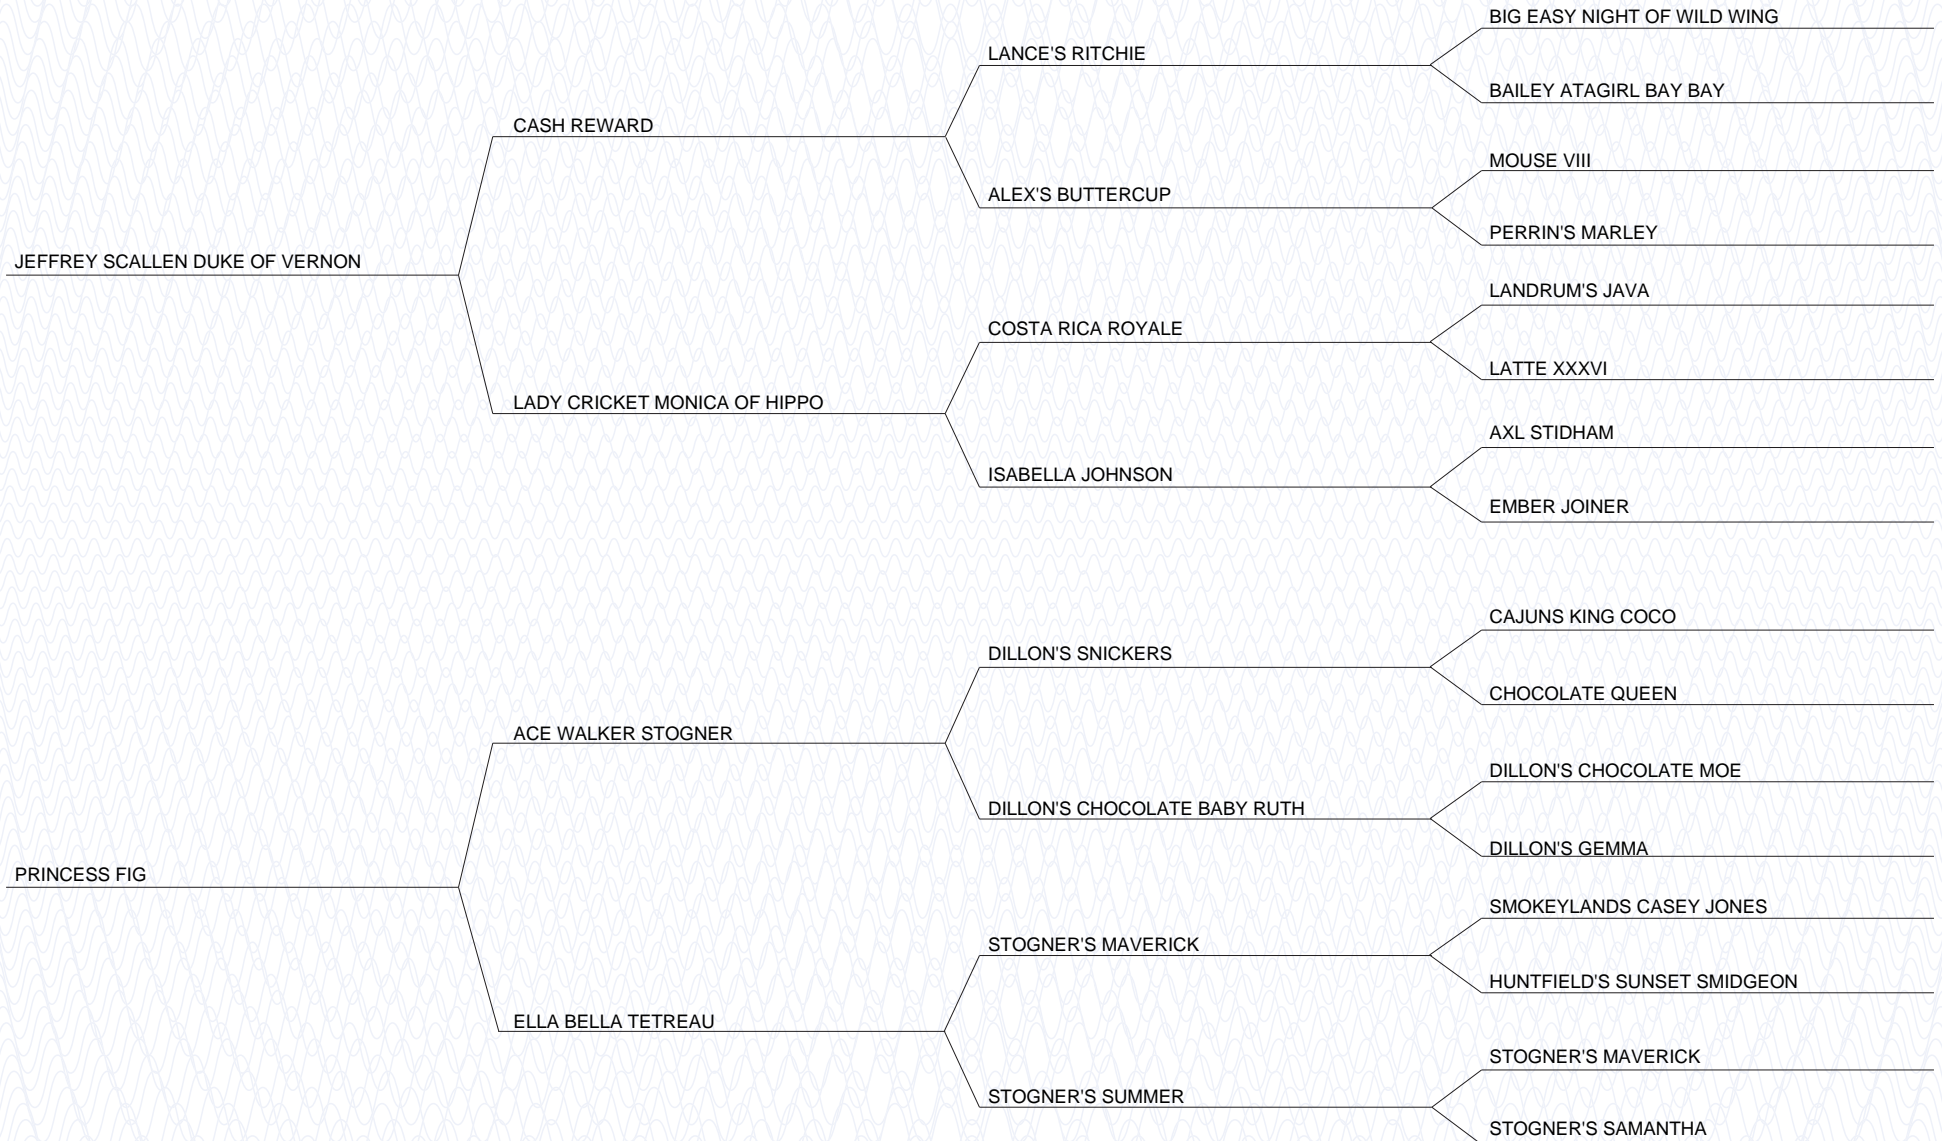 BIG EASY NIGHT OF WILD WING
LANCE'S RITCHIE
BAILEY ATAGIRL BAY BAY
CASH REWARD
MOUSE VIII
ALEX'S BUTTERCUP
PERRIN'S MARLEY
JEFFREY SCALLEN DUKE OF VERNON
LANDRUM'S JAVA
COSTA RICA ROYALE
LATTE XXXVI
LADY CRICKET MONICA OF HIPPO
AXL STIDHAM
ISABELLA JOHNSON
EMBER JOINER
CAJUNS KING COCO
DILLON'S SNICKERS
CHOCOLATE QUEEN
ACE WALKER STOGNER
DILLON'S CHOCOLATE MOE
DILLON'S CHOCOLATE BABY RUTH
DILLON'S GEMMA
PRINCESS FIG
SMOKEYLANDS CASEY JONES
STOGNER'S MAVERICK
HUNTFIELD'S SUNSET SMIDGEON
ELLA BELLA TETREAU
STOGNER'S MAVERICK
STOGNER'S SUMMER
STOGNER'S SAMANTHA